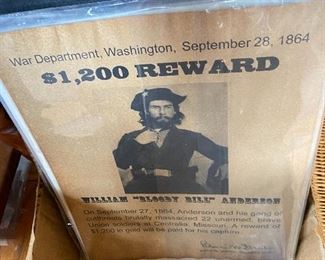 War Department, Washington, September 28, 1864
$1,200 REWARD
WILLIAM "BLOODY BILL" ANDERSON
On September 27, 1864, Anderson and his gang of
cutthroats brutally massacred 22 unarmed, brave
Union soldiers at Centralia, Missouri. A reward of
$1,200 in gold will be paid for his capture.